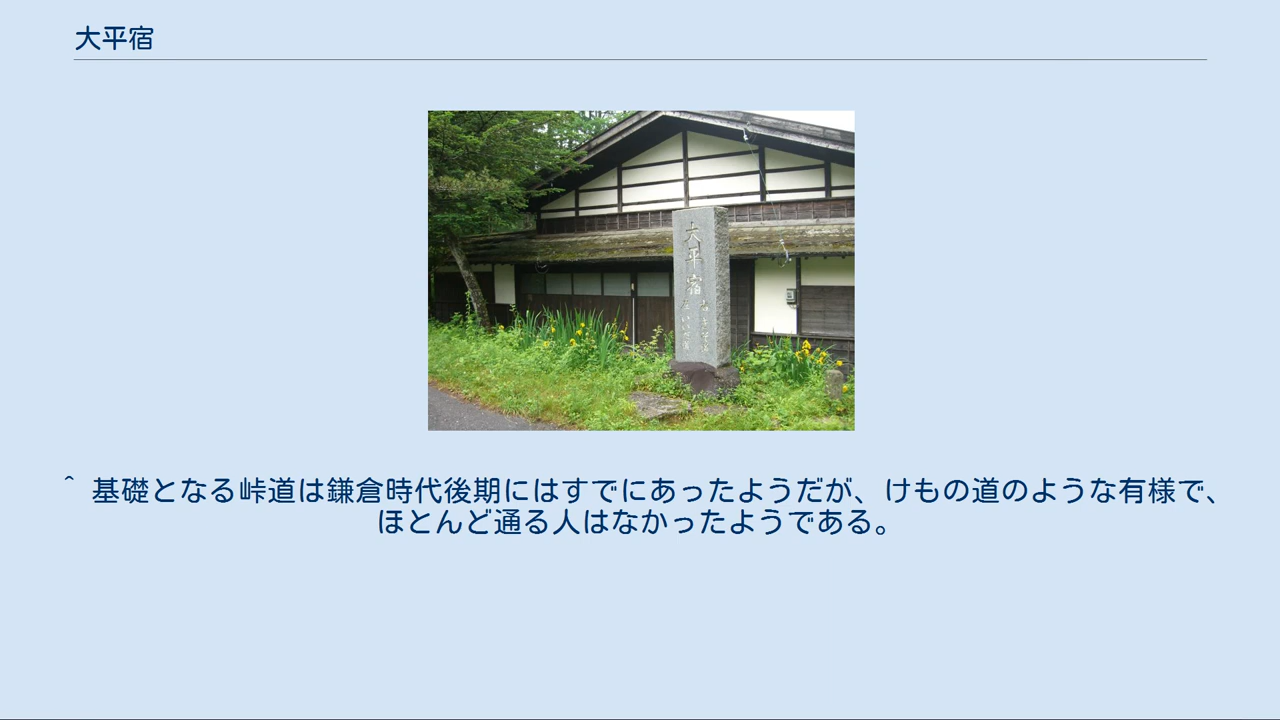 大平宿
大平宿
^ 基礎となる峠道は鎌倉時代後期にはすでにあったようだが、けもの道のような有様で、
ほとんど通る人はなかったようである。